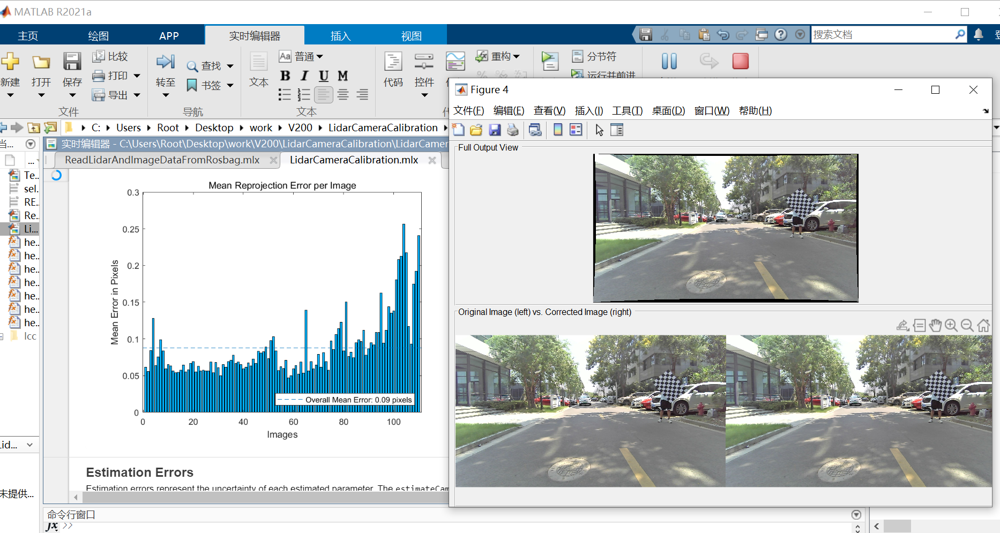 MATLAB R2021a
主页 绘图 APP 实时编辑器 插入 视图 搜索文档
新建 打开 保存 比较 打印 导出
转至 查找 书签
文本 Aa 普通 B I U M
代码 控件 重构
分节符
运行并前进
文件 导航 文本
C: Users Root Desktop work V200 LidarCameraCalibration
实时编辑器 - C:\Users\Root\Desktop\work\V200\LidarCameraCalibration\LidarCamer
ReadLidarAndImageDataFromRosbag.mlx LidarCameraCalibration.mlx
当...
...
Te..
sel.
RE..
Re..
Li...
he..
he..
he..
he..
he..
he..
he..
lcc
Lid...
未提供...
Mean Reprojection Error per Image
Mean Error in Pixels
0.3
0.25
0.2
0.15
0.1
0.05
0
0 20 40 60 80 100
Images
Overall Mean Error: 0.09 pixels
Estimation Errors
Estimation errors represent the uncertainty of each estimated parameter. The estimateCam
命令行窗口
fx >>
Figure 4
文件(F) 编辑(E) 查看(V) 插入(I) 工具(T) 桌面(D) 窗口(W) 帮助(H)
Full Output View
Original Image (left) vs. Corrected Image (right)